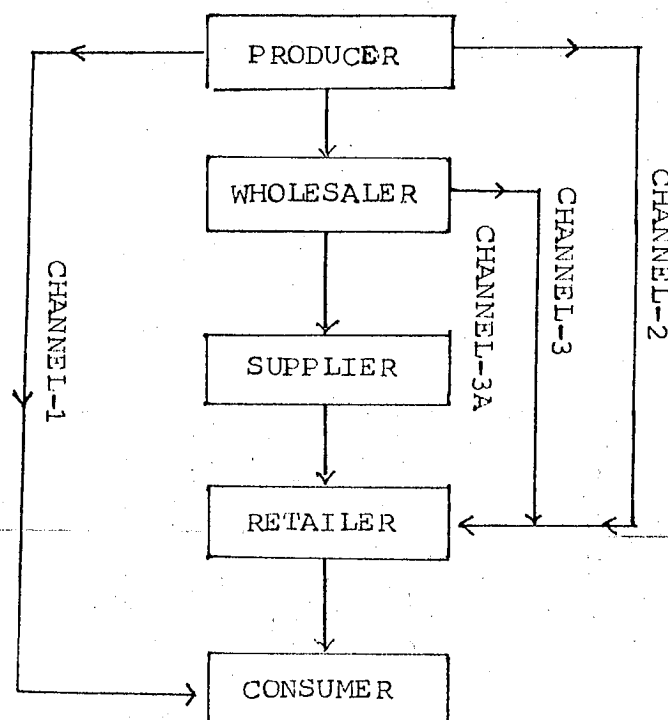 PRODUCER
WHOLESALER
SUPPLIER
RETAILER
CONSUMER
CHANNEL-1
CHANNEL-3A
CHANNEL-3
CHANNEL-2